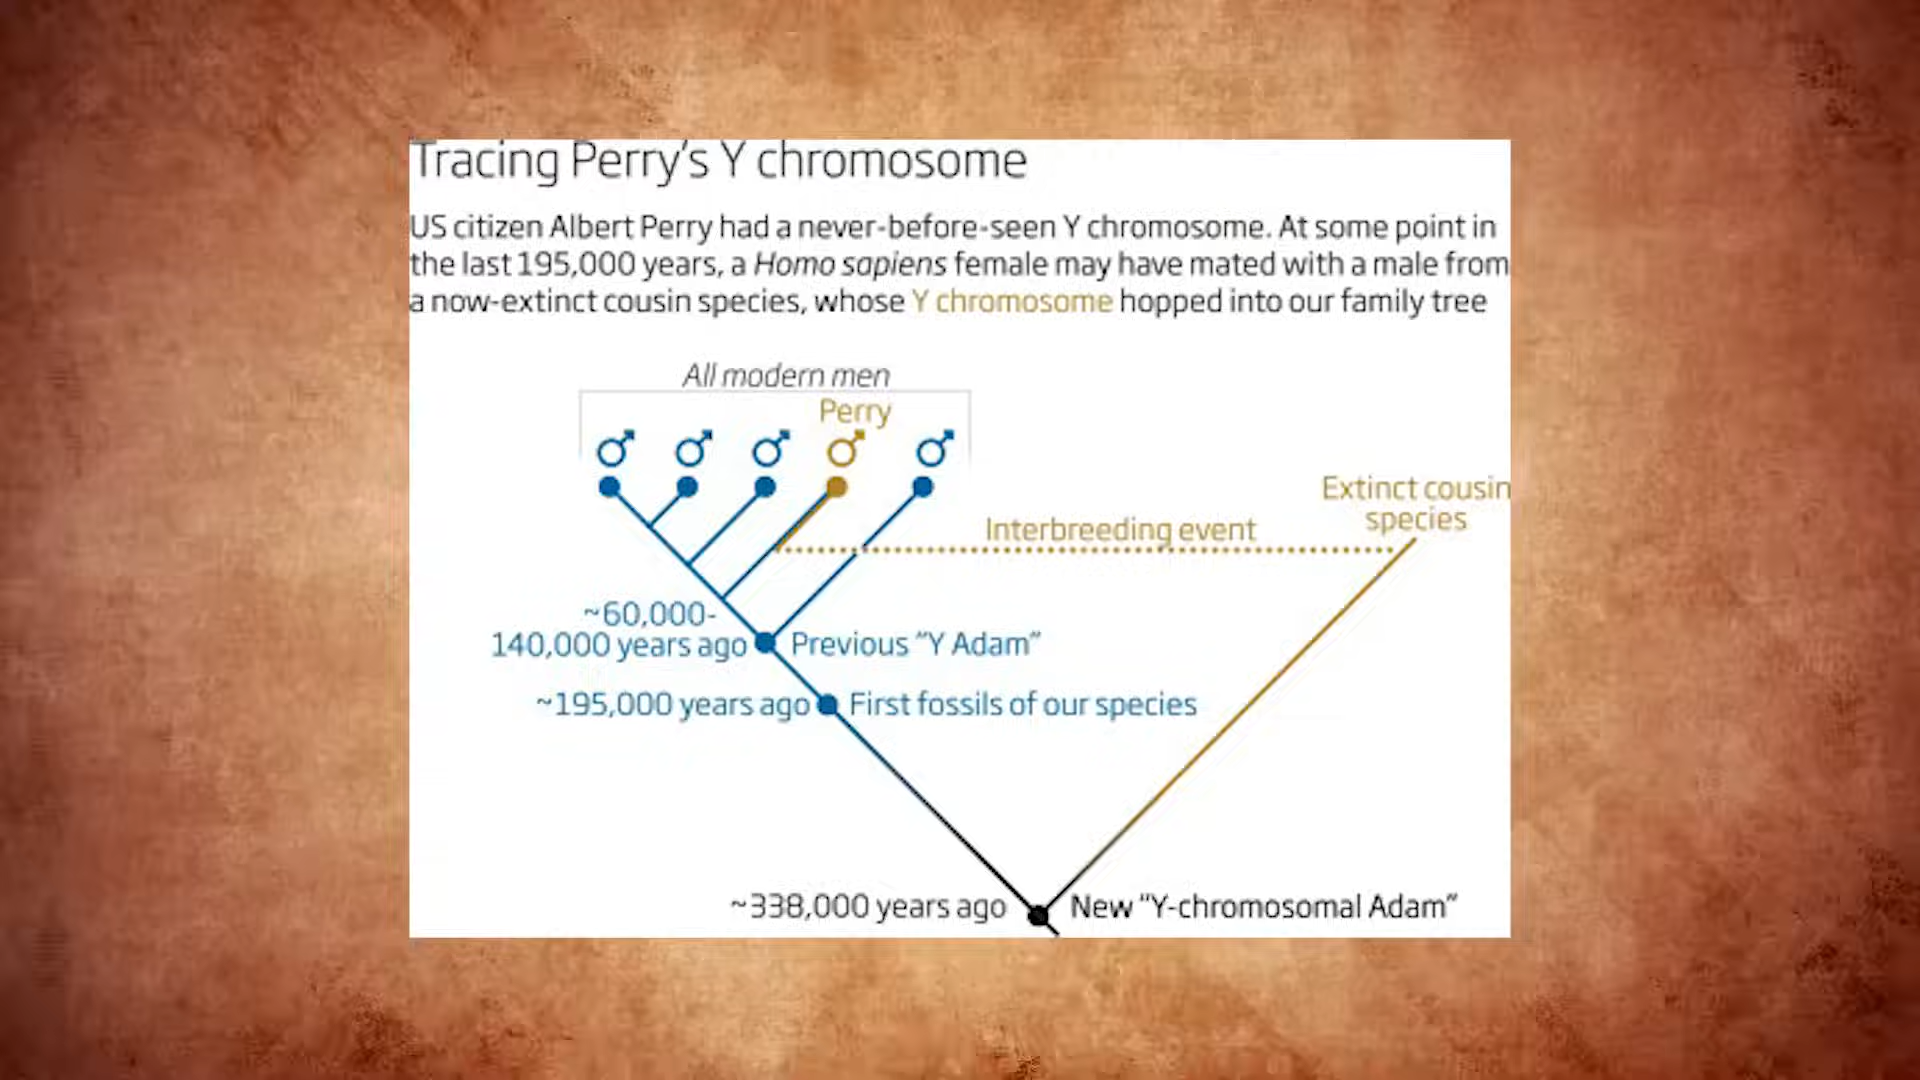 Tracing Perry's Y chromosome
US citizen Albert Perry had a never-before-seen Y chromosome. At some point in
the last 195,000 years, a Homo sapiens female may have mated with a male from
a now-extinct cousin species, whose Y chromosome hopped into our family tree
All modern men
Perry
Extinct cousin
species
Interbreeding event
~60,000-
140,000 years ago
Previous “Y Adam”
~195,000 years ago
First fossils of our species
~338,000 years ago
New “Y-chromosomal Adam”